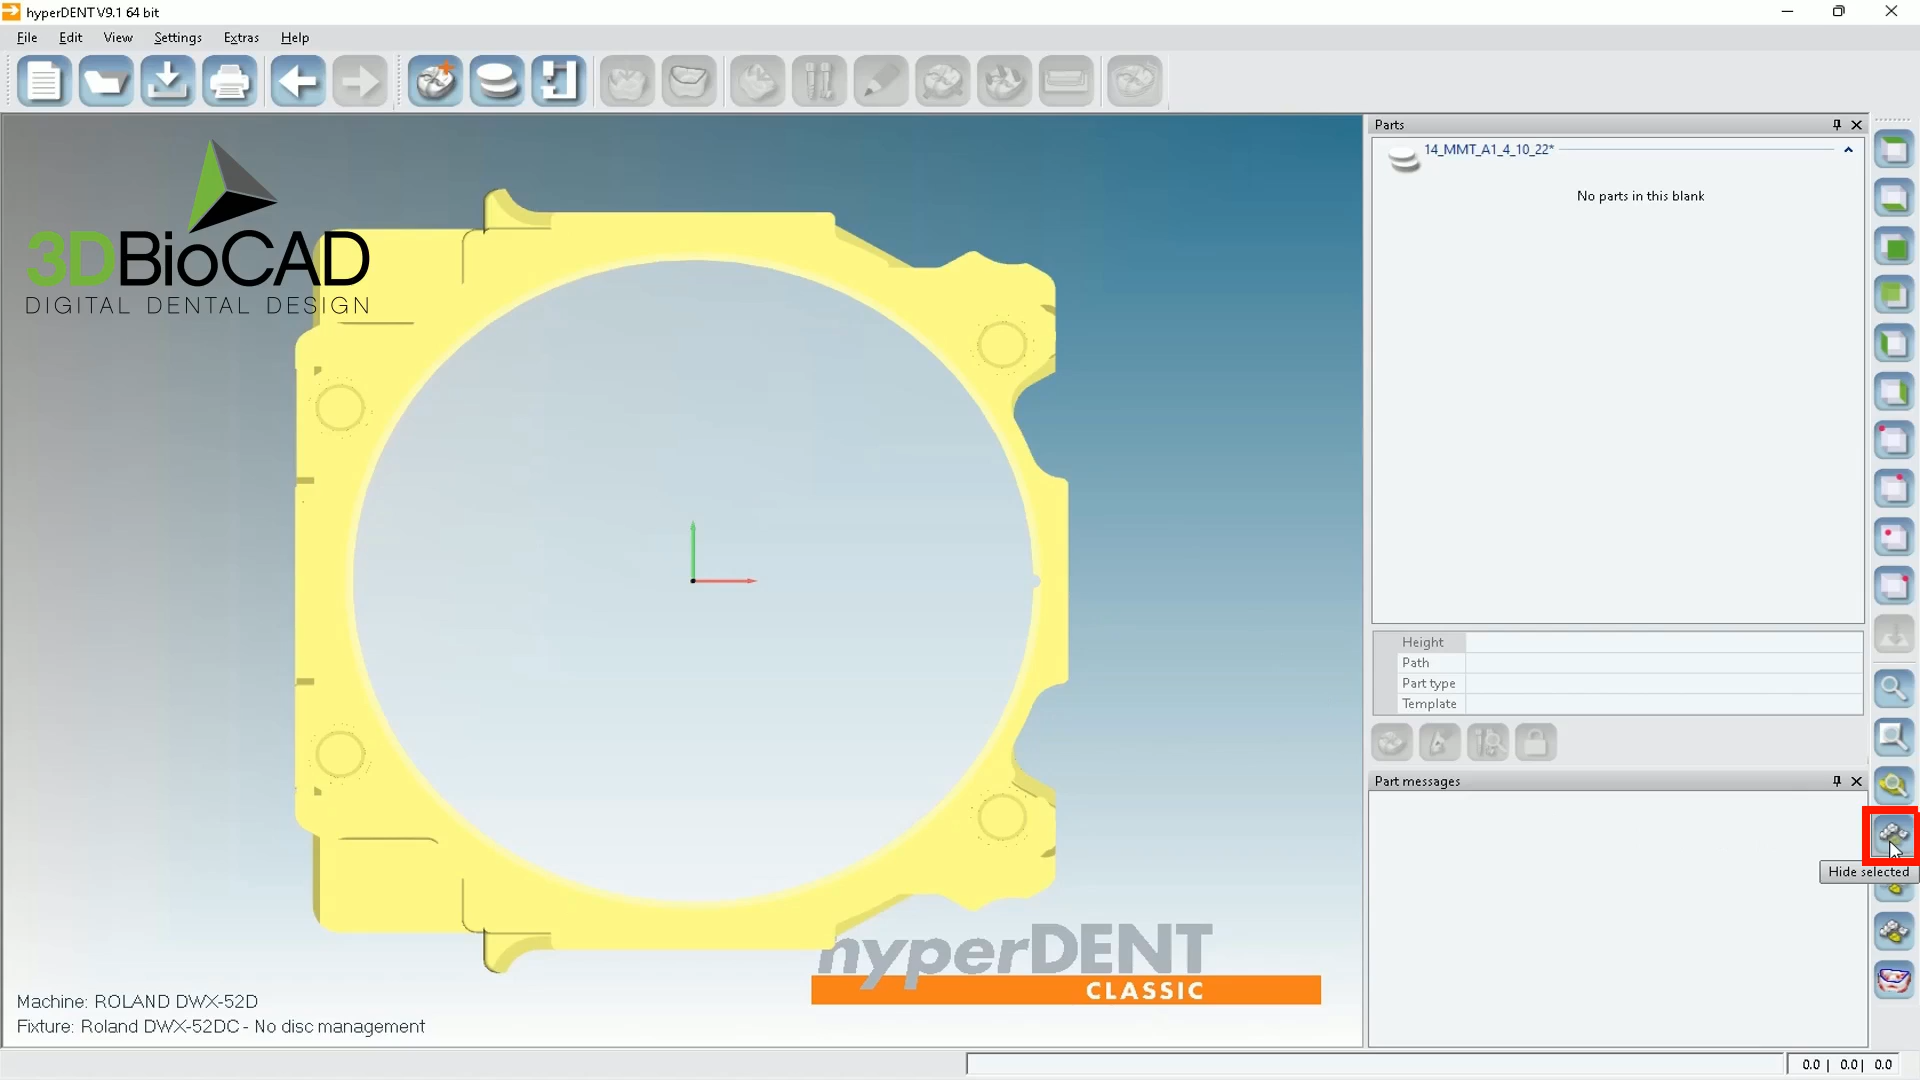 hyperDENT V9.1 64 bit
File Edit View Settings Extras Help
Parts
14_MMT_A1_4_10_22*
No parts in this blank
3DBioCAD
DIGITAL DENTAL DESIGN
Height
Path
Part type
Template
Part messages
Hide selected
hyperDENT
CLASSIC
Machine: ROLAND DWX-52D
Fixture: Roland DWX-52DC - No disc management
0.0 | 0.0 | 0.0